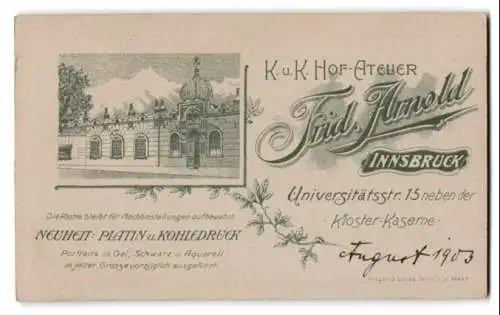 K. u. K. Hof-Atelier
Frid. Arnold
Innsbruck
Universitätsstr. 15 neben der
Kloster-Kaserne
Die Platte bleibt für Nachbestellungen aufbewahrt
Neuheit: Platin u. Kohledruck
Portraits in Oel, Schwarz u. Aquarell
in jeder Grösse vorzüglich ausgeführt.
August 1903